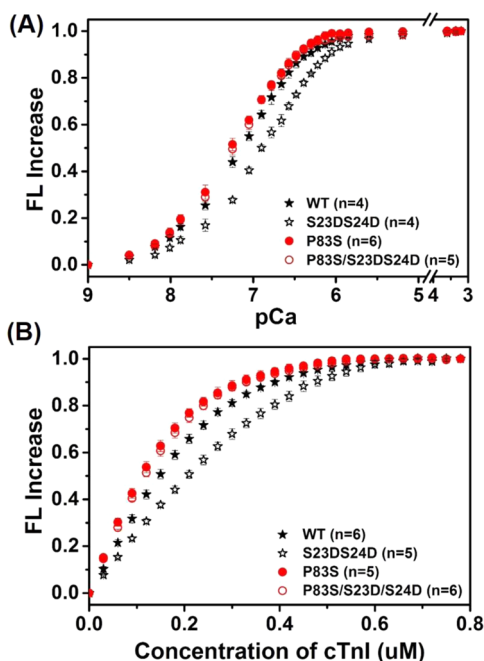 (A)
FL Increase
1.0
0.8
0.6
0.4
0.2
0.0
WT (n=4)
S23DS24D (n=4)
P83S (n=6)
P83S/S23DS24D (n=5)
9 8 7 6 5 4 3
pCa
(B)
FL Increase
1.0
0.8
0.6
0.4
0.2
0.0
WT (n=6)
S23DS24D (n=5)
P83S (n=5)
P83S/S23D/S24D (n=6)
0.0 0.2 0.4 0.6 0.8
Concentration of cTnI (uM)